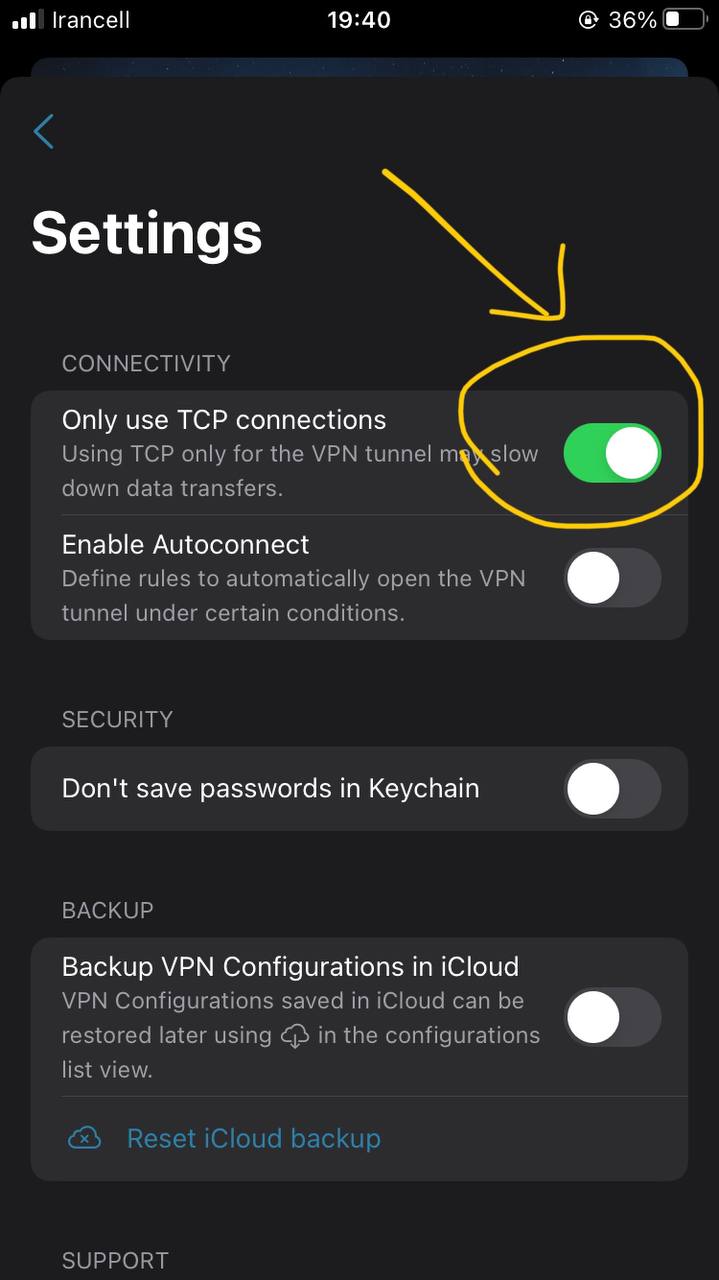 Irancell
19:40
36%
Settings
CONNECTIVITY
Only use TCP connections
Using TCP only for the VPN tunnel may slow
down data transfers.
Enable Autoconnect
Define rules to automatically open the VPN
tunnel under certain conditions.
SECURITY
Don't save passwords in Keychain
BACKUP
Backup VPN Configurations in iCloud
VPN Configurations saved in iCloud can be
restored later using in the configurations
list view.
Reset iCloud backup
SUPPORT